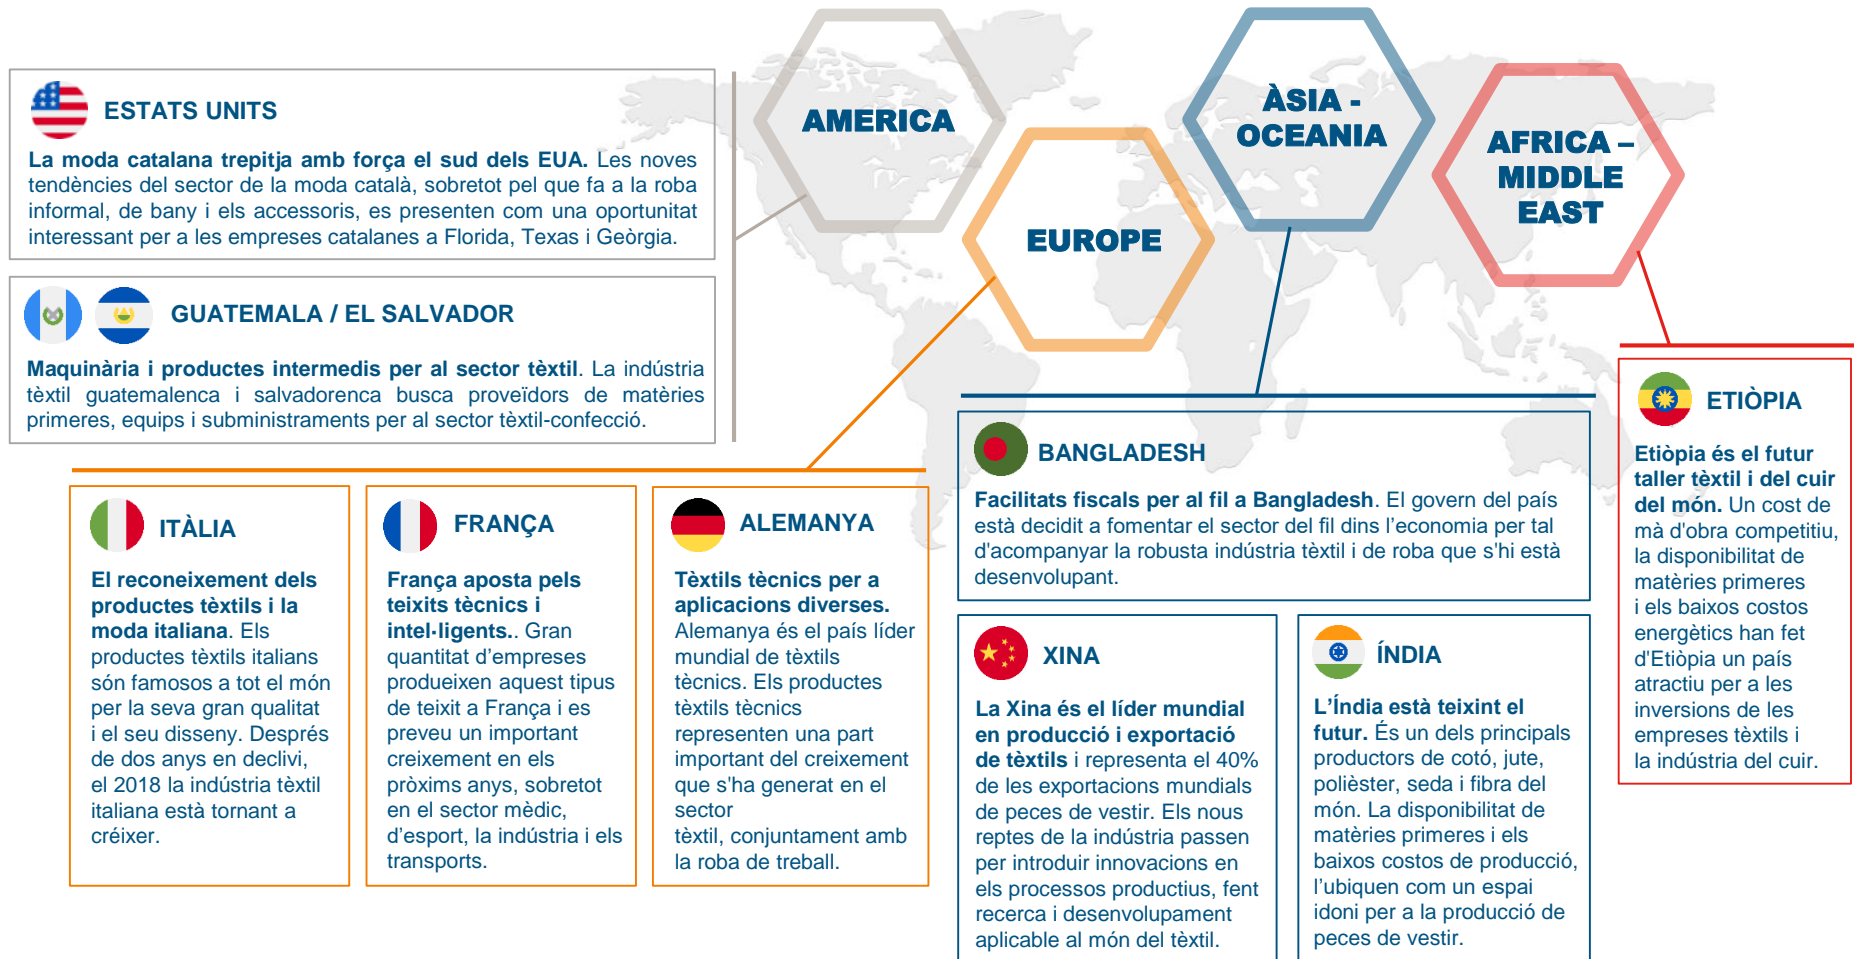 AMERICA
EUROPE
ÀSIA -
OCEANIA
AFRICA –
MIDDLE
EAST
ESTATS UNITS
La moda catalana trepitja amb força el sud dels EUA. Les noves
tendències del sector de la moda català, sobretot pel que fa a la roba
informal, de bany i els accessoris, es presenten com una oportunitat
interessant per a les empreses catalanes a Florida, Texas i Geòrgia.
GUATEMALA / EL SALVADOR
Maquinària i productes intermedis per al sector tèxtil. La indústria
tèxtil guatemalenca i salvadorenca busca proveïdors de matèries
primeres, equips i subministraments per al sector tèxtil-confecció.
ITÀLIA
El reconeixement dels
productes tèxtils i la
moda italiana. Els
productes tèxtils italians
són famosos a tot el món
per la seva gran qualitat
i el seu disseny. Després
de dos anys en declivi,
el 2018 la indústria tèxtil
italiana està tornant a
créixer.
FRANÇA
França aposta pels
teixits tècnics i
intel·ligents.. Gran
quantitat d’empreses
produeixen aquest tipus
de teixit a França i es
preveu un important
creixement en els
pròxims anys, sobretot
en el sector mèdic,
d’esport, la indústria i els
transports.
ALEMANYA
Tèxtils tècnics per a
aplicacions diverses.
Alemanya és el país líder
mundial de tèxtils
tècnics. Els productes
tèxtils tècnics
representen una part
important del creixement
que s'ha generat en el
sector
tèxtil, conjuntament amb
la roba de treball.
BANGLADESH
Facilitats fiscals per al fil a Bangladesh. El govern del país
està decidit a fomentar el sector del fil dins l’economia per tal
d'acompanyar la robusta indústria tèxtil i de roba que s'hi està
desenvolupant.
XINA
La Xina és el líder mundial
en producció i exportació
de tèxtils i representa el 40%
de les exportacions mundials
de peces de vestir. Els nous
reptes de la indústria passen
per introduir innovacions en
els processos productius, fent
recerca i desenvolupament
aplicable al món del tèxtil.
ÍNDIA
L’Índia està teixint el
futur. És un dels principals
productors de cotó, jute,
polièster, seda i fibra del
món. La disponibilitat de
matèries primeres i els
baixos costos de producció,
l’ubiquen com un espai
idoni per a la producció de
peces de vestir.
ETIÒPIA
Etiòpia és el futur
taller tèxtil i del cuir
del món. Un cost de
mà d'obra competitiu,
la disponibilitat de
matèries primeres
i els baixos costos
energètics han fet
d'Etiòpia un país
atractiu per a les
inversions de les
empreses tèxtils i
la indústria del cuir.